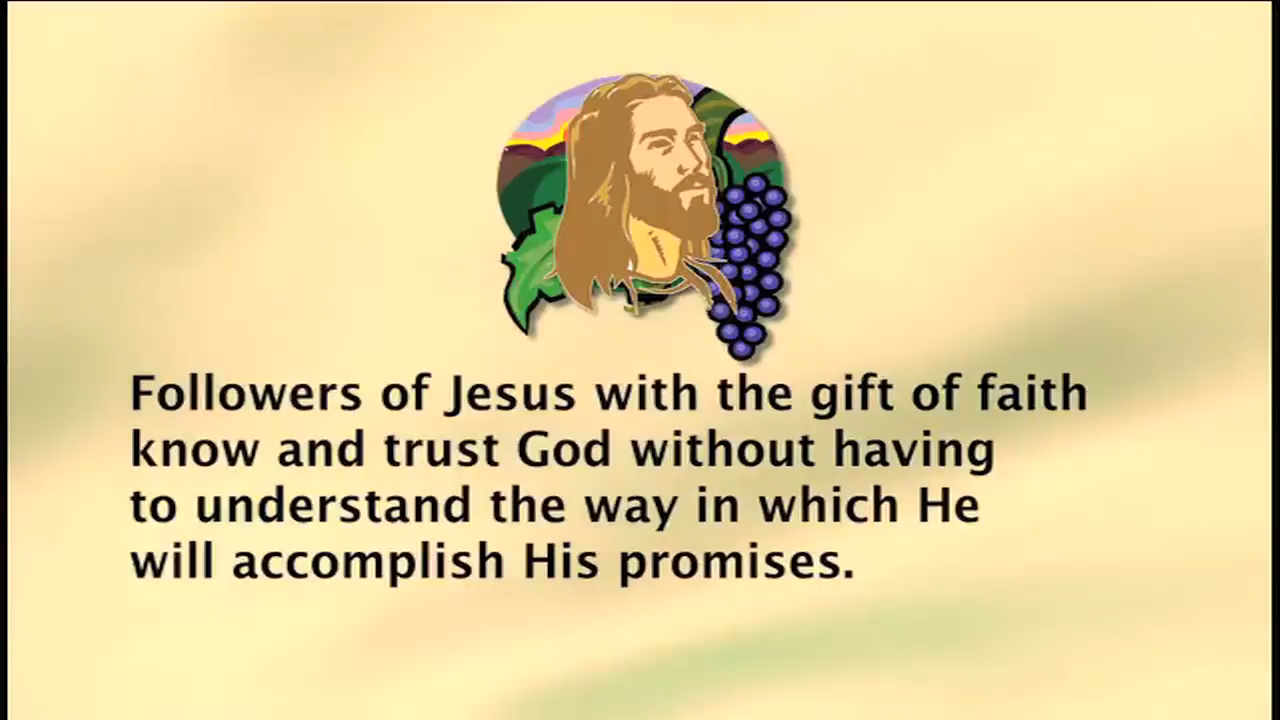 Followers of Jesus with the gift of faith
know and trust God without having
to understand the way in which He
will accomplish His promises.